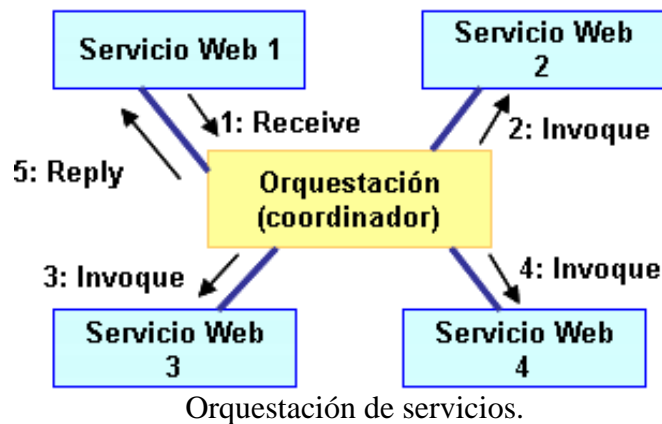 Servicio Web 1
Servicio Web
2
1: Receive
2: Invoque
5: Reply
Orquestación
(coordinador)
3: Invoque
4: Invoque
Servicio Web
3
Servicio Web
4
Orquestación de servicios.